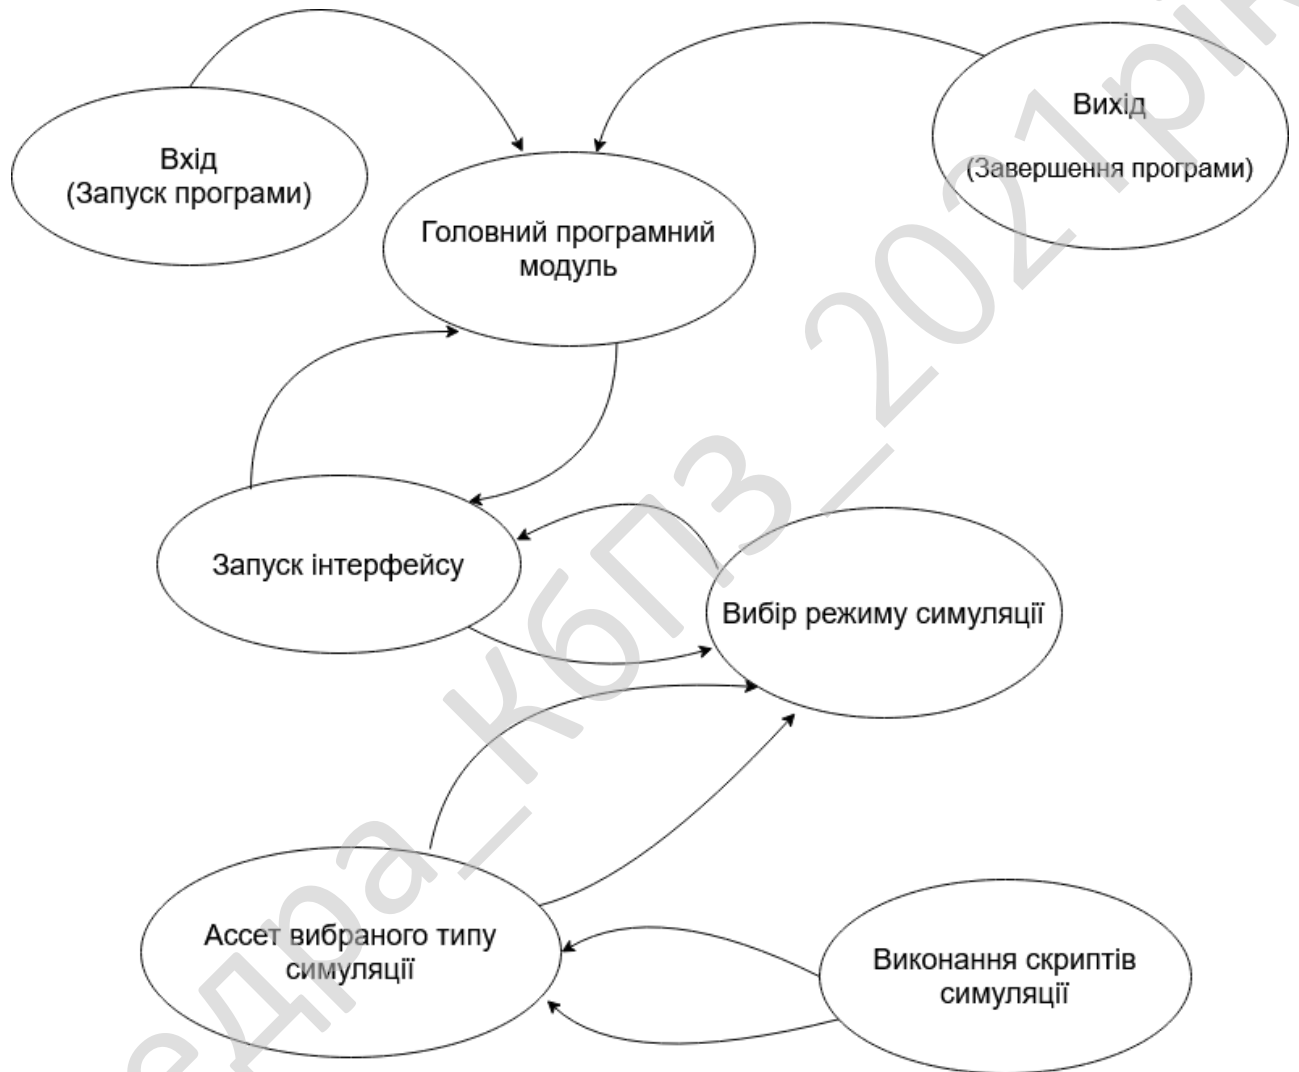 Вхід
(Запуск програми)
Вихід
(Завершення програми)
Головний програмний
модуль
Запуск інтерфейсу
Вибір режиму симуляції
Ассет вибраного типу
симуляції
Виконання скриптів
симуляції